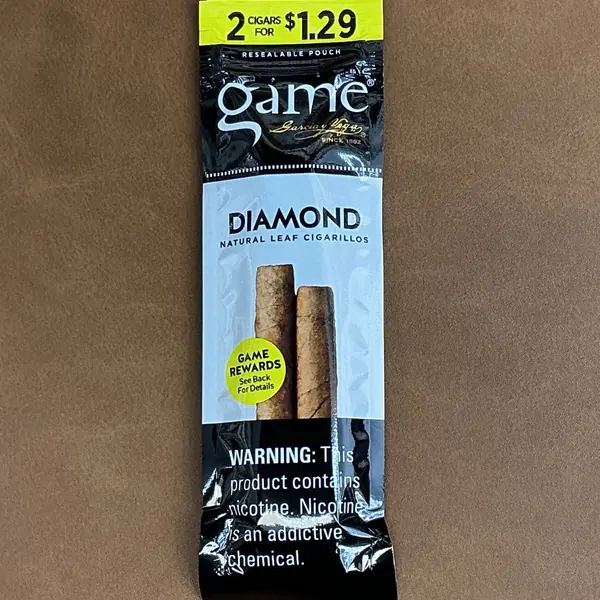 2 CIGARS FOR $1.29
RESEALABLE POUCH
game®
Garcia y Vega®
SINCE 1882
DIAMOND
NATURAL LEAF CIGARILLOS
GAME
REWARDS
See Back
For Details
WARNING: This
product contains
nicotine. Nicotine
is an addictive
chemical.